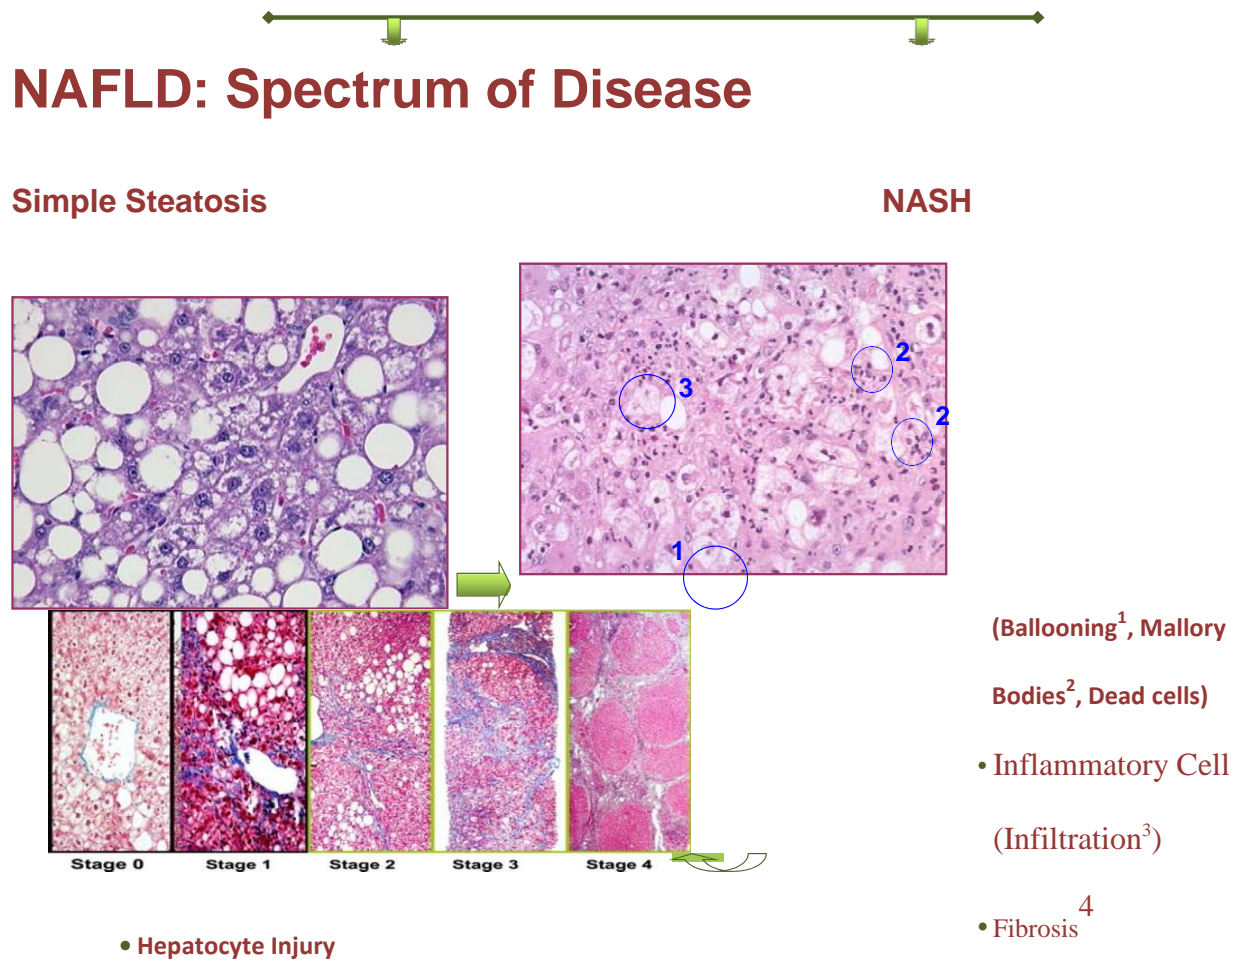 NAFLD: Spectrum of Disease
Simple Steatosis
NASH
2
3
2
1
(Ballooning1, Mallory
Bodies2, Dead cells)
• Inflammatory Cell
(Infiltration3)
Stage 0
Stage 1
Stage 2
Stage 3
Stage 4
• Fibrosis4
• Hepatocyte Injury